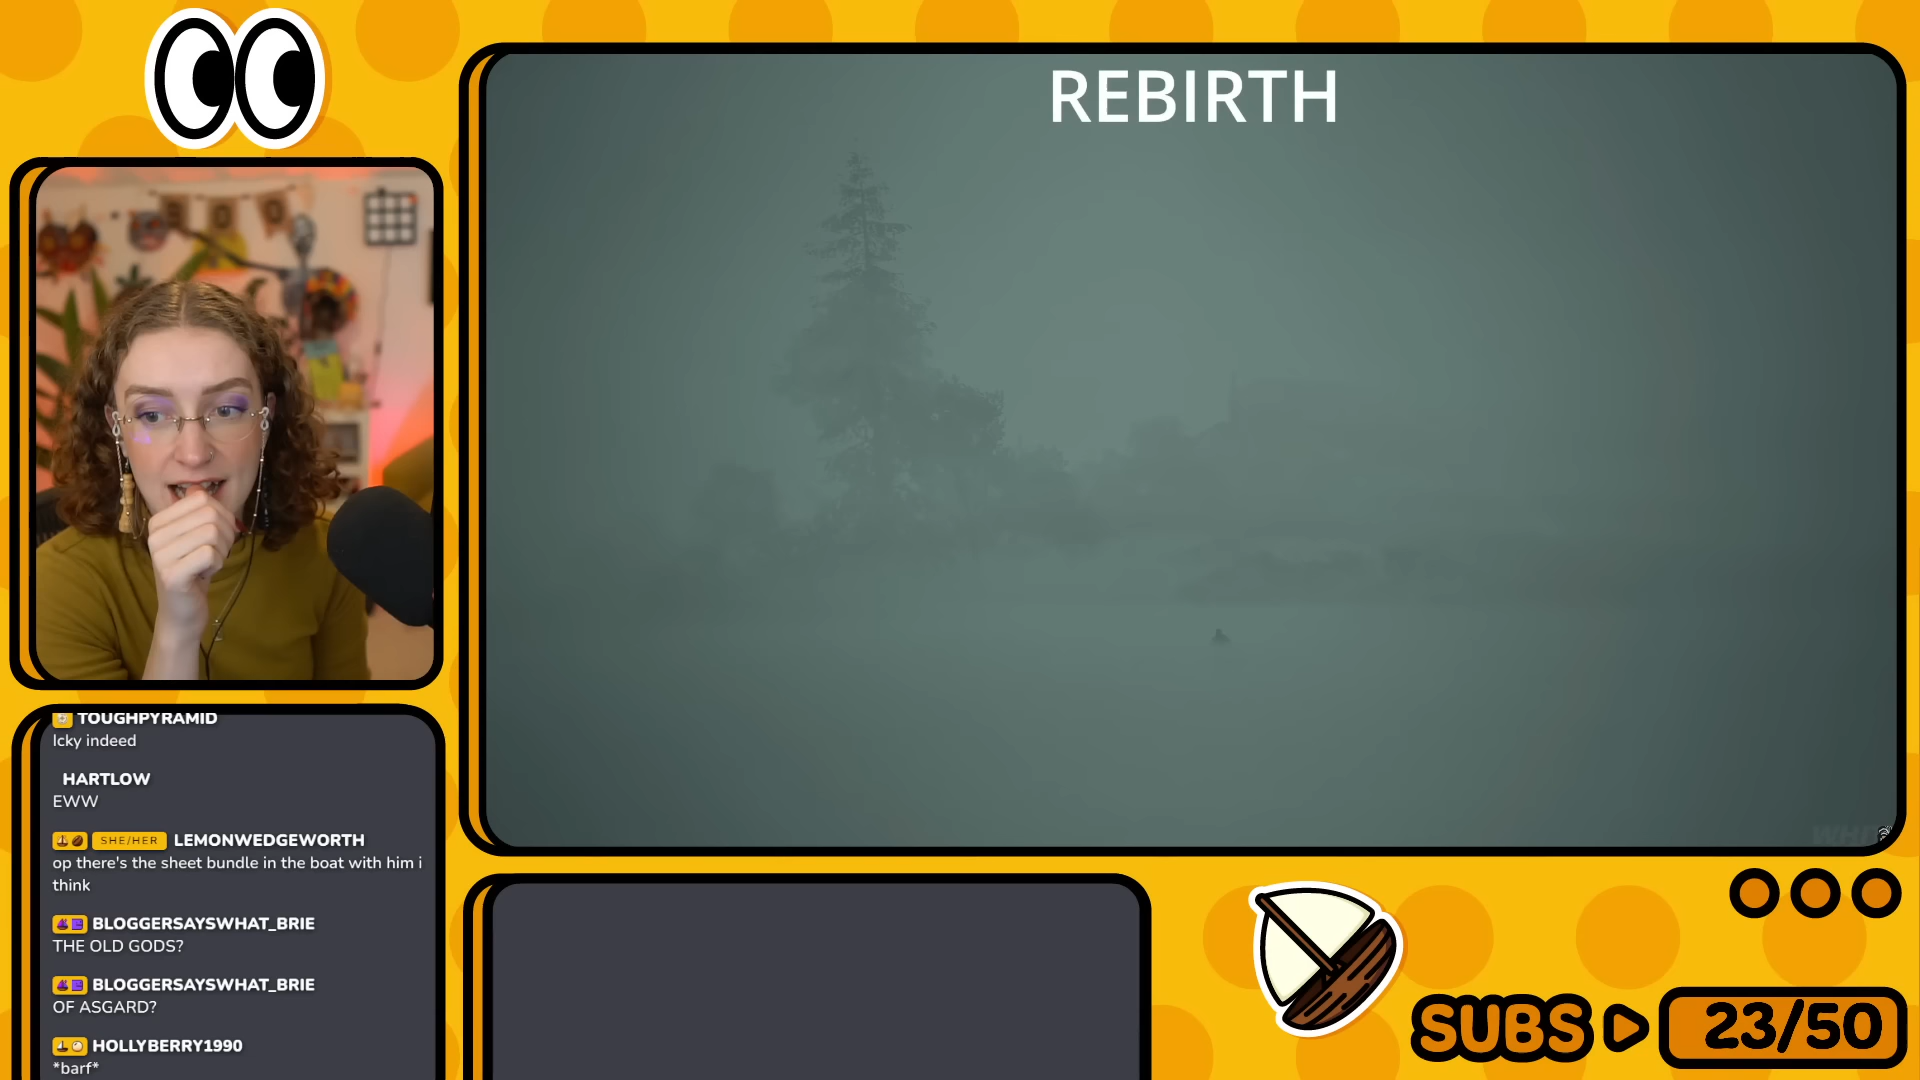 REBIRTH
TOUGHPYRAMID
Icky indeed
HARTLOW
EWW
SHE/HER LEMONWEDGEWORTH
op there's the sheet bundle in the boat with him i
think
BLOGGERSAYSWHAT_BRIE
THE OLD GODS?
BLOGGERSAYSWHAT_BRIE
OF ASGARD?
HOLLYBERRY1990
*barf*
SUBS 23/50